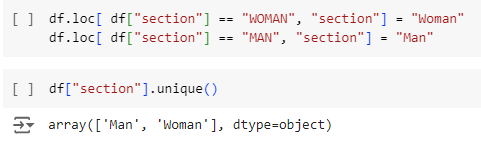 [ ] df.loc[ df["section"] == "WOMAN", "section"] = "Woman"
df.loc[ df["section"] == "MAN", "section"] = "Man"
[ ] df["section"].unique()
array(['Man', 'Woman'], dtype=object)